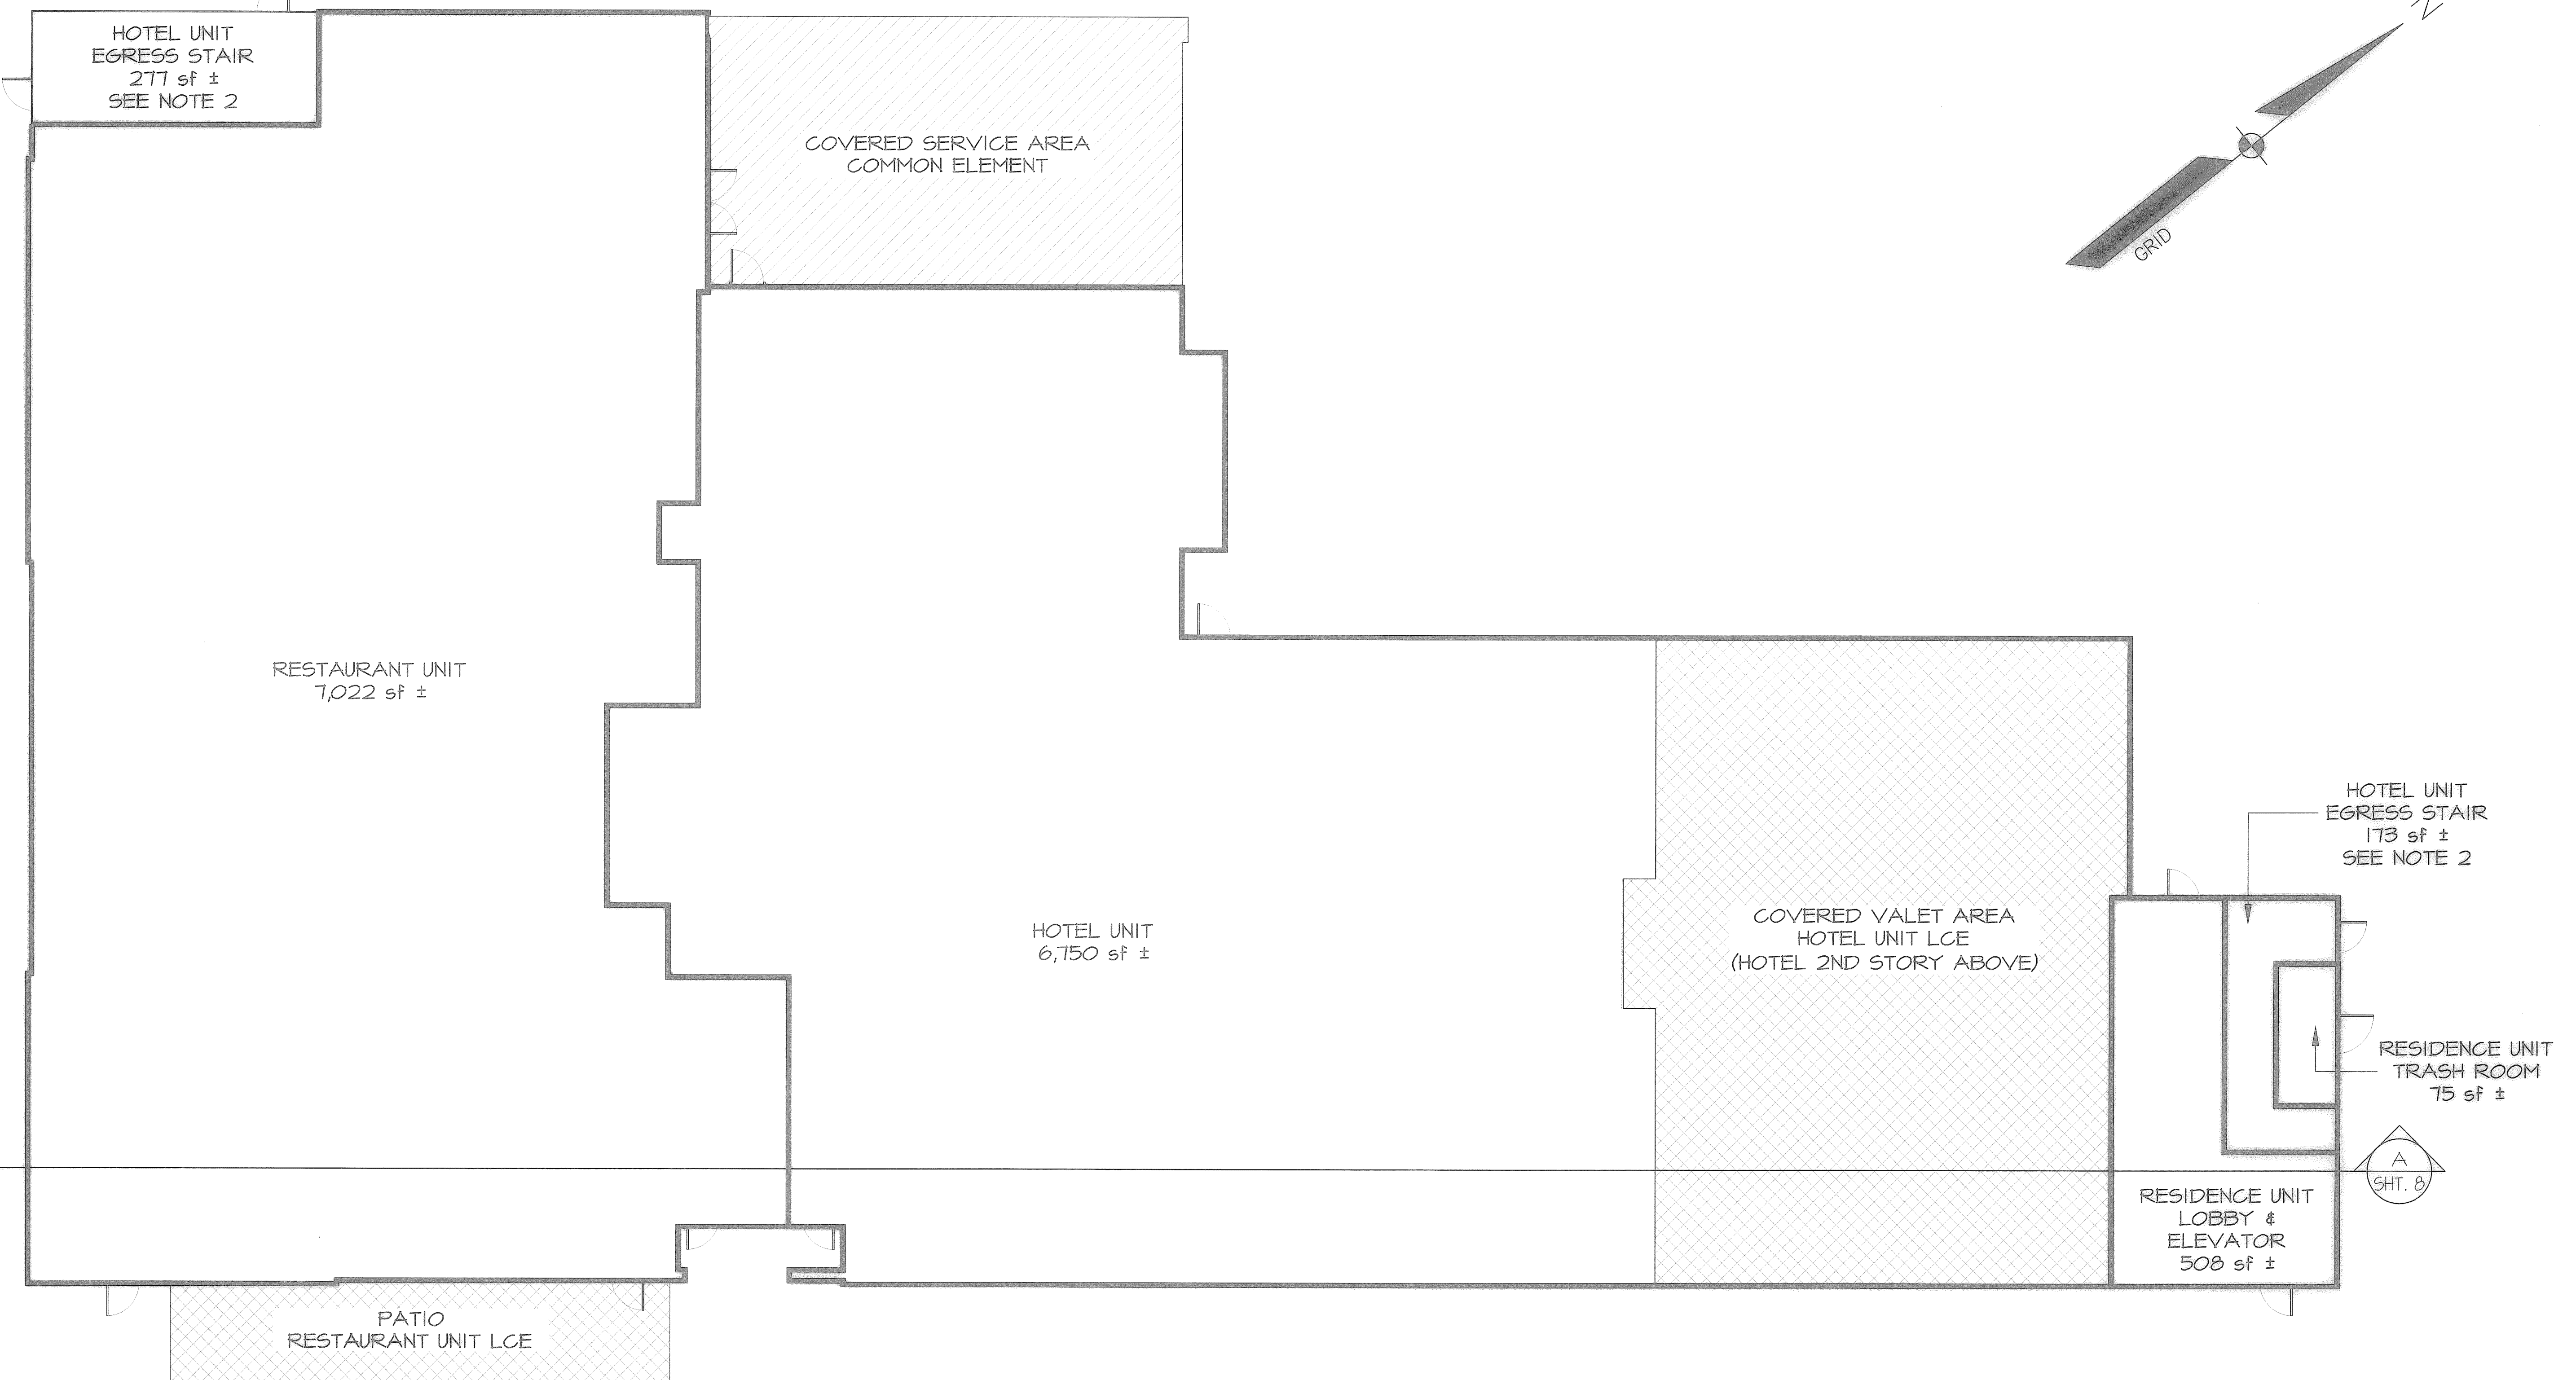 HOTEL UNIT
EGRESS STAIR
277 sf ±
SEE NOTE 2
COVERED SERVICE AREA
COMMON ELEMENT
N
GRID
RESTAURANT UNIT
7,022 sf ±
HOTEL UNIT
6,750 sf ±
COVERED VALET AREA
HOTEL UNIT LCE
(HOTEL 2ND STORY ABOVE)
HOTEL UNIT
EGRESS STAIR
173 sf ±
SEE NOTE 2
RESIDENCE UNIT
TRASH ROOM
75 sf ±
A
SHT. 8
RESIDENCE UNIT
LOBBY &
ELEVATOR
508 sf ±
PATIO
RESTAURANT UNIT LCE